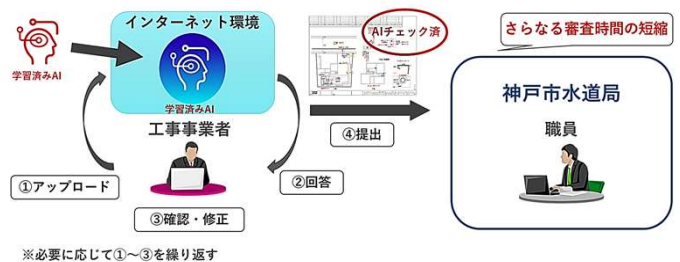 インターネット環境
AIチェック済
さらなる審査時間の短縮
学習済みAI
学習済みAI
神戸市水道局
工事事業者
職員
④提出
①アップロード
②回答
③確認・修正
※必要に応じて①～③を繰り返す